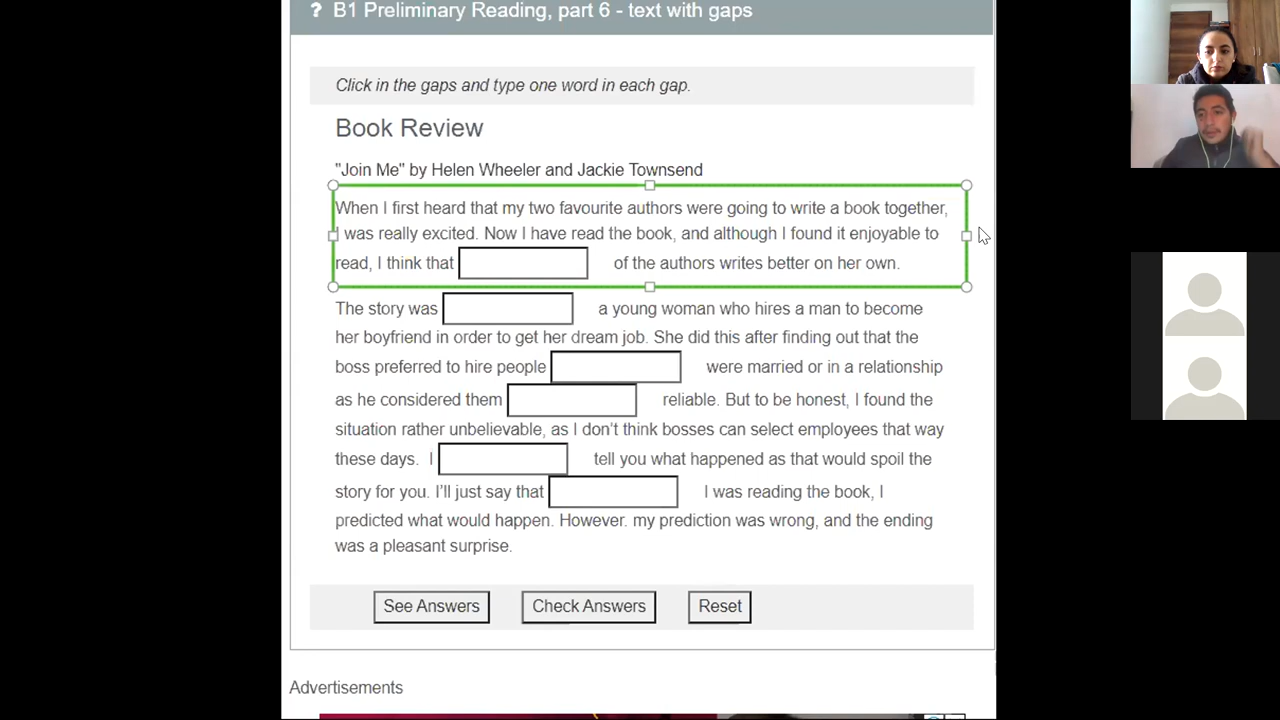 ? B1 Preliminary Reading, part 6 - text with gaps
Click in the gaps and type one word in each gap.
Book Review
"Join Me" by Helen Wheeler and Jackie Townsend
When I first heard that my two favourite authors were going to write a book together,
I was really excited. Now I have read the book, and although I found it enjoyable to
read, I think that of the authors writes better on her own.
The story was a young woman who hires a man to become
her boyfriend in order to get her dream job. She did this after finding out that the
boss preferred to hire people were married or in a relationship
as he considered them reliable. But to be honest, I found the
situation rather unbelievable, as I don't think bosses can select employees that way
these days. I tell you what happened as that would spoil the
story for you. I'll just say that I was reading the book, I
predicted what would happen. However. my prediction was wrong, and the ending
was a pleasant surprise.
See Answers Check Answers Reset
Advertisements